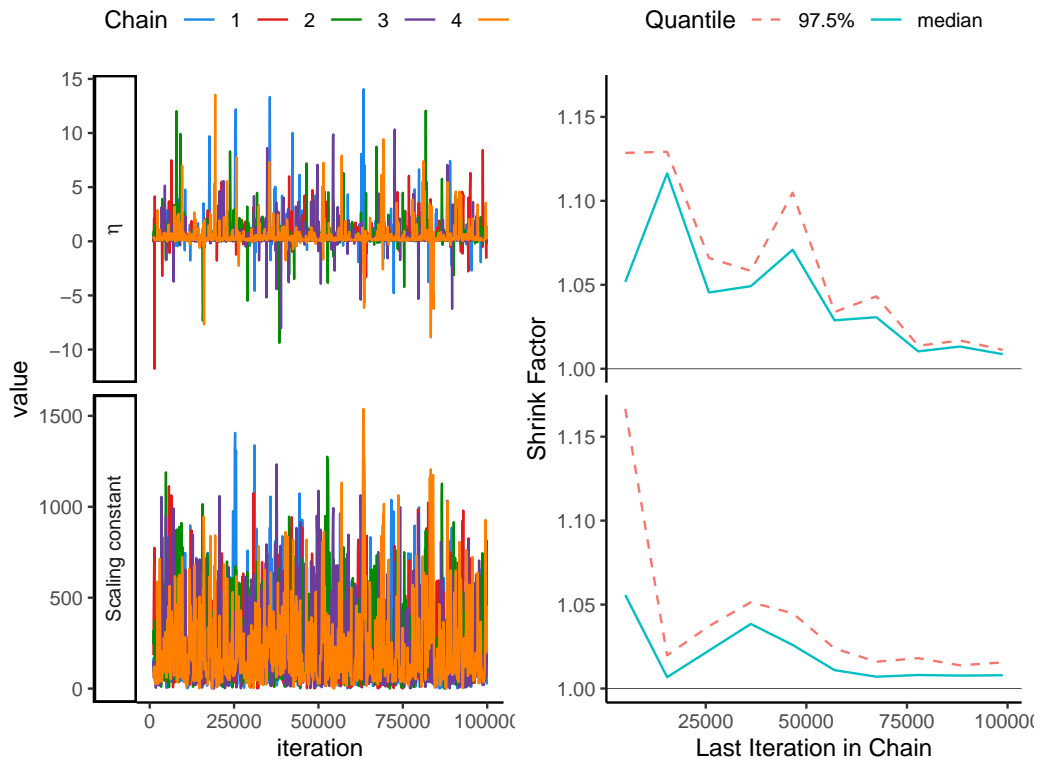 Chain 1 2 3 4
Quantile 97.5% median
value
η
15
10
5
0
−5
−10
Scaling constant
1500
1000
500
0
0 25000 50000 75000 100000
iteration
Shrink Factor
1.15
1.10
1.05
1.00
1.15
1.10
1.05
1.00
25000 50000 75000 100000
Last Iteration in Chain